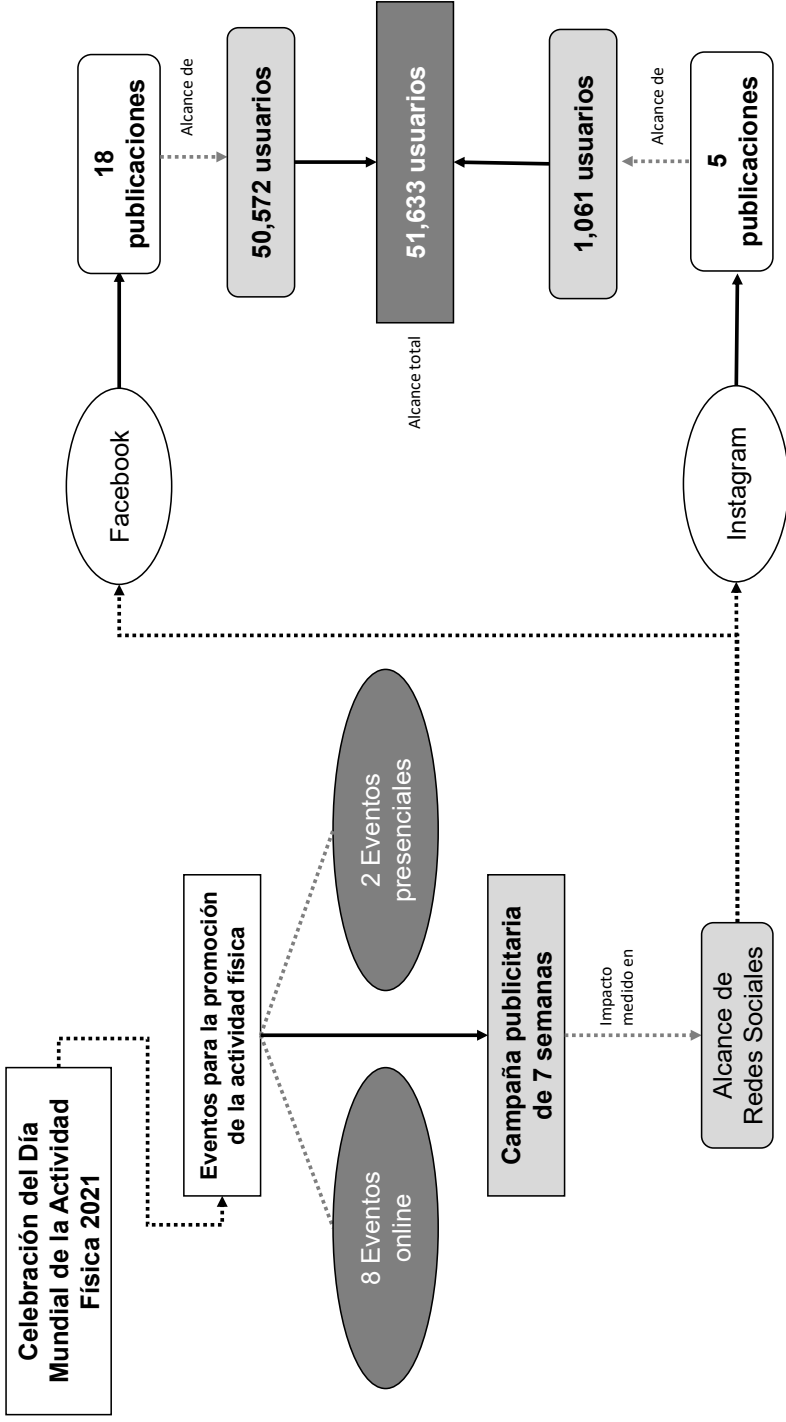 Celebración del Día
Mundial de la Actividad
Física 2021
Eventos para la promoción
de la actividad física
8 Eventos
online
2 Eventos
presenciales
Campaña publicitaria
de 7 semanas
Impacto
medido en
Alcance de
Redes Sociales
Facebook
18
publicaciones
Alcance de
50,572 usuarios
Alcance total
51,633 usuarios
1,061 usuarios
Alcance de
Instagram
5
publicaciones